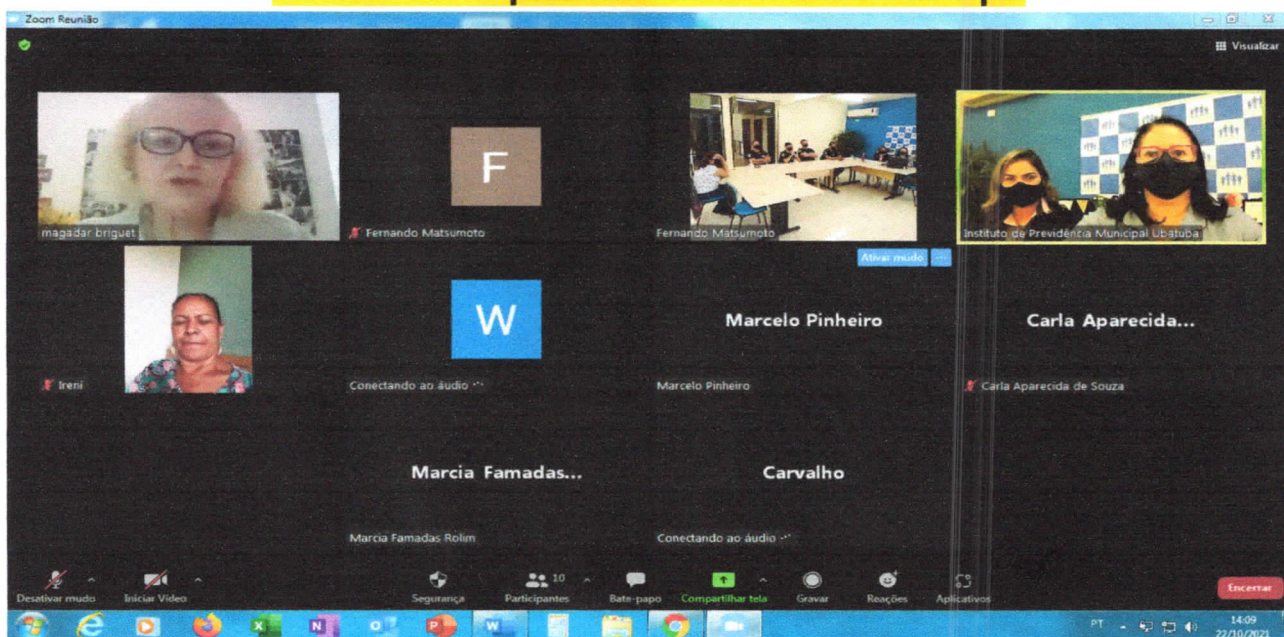 Zoom Reunião
Visualizar
magadar briguet
F
Fernando Matsumoto
Fernando Matsumoto
Instituto de Previdência Municipal Ubatuba
Ativar mudo ...
Ireni
W
Conectando ao áudio
Marcelo Pinheiro
Marcelo Pinheiro
Carla Aparecida...
Carla Aparecida de Souza
Marcia Famadas...
Marcia Famadas Rolim
Carvalho
Conectando ao áudio
Desativar mudo
Iniciar Vídeo
Segurança
Participantes
10
Bate-papo
Compartilhar tela
Gravar
Reações
Aplicativos
Encerrar
PT
14:09
22/10/2021